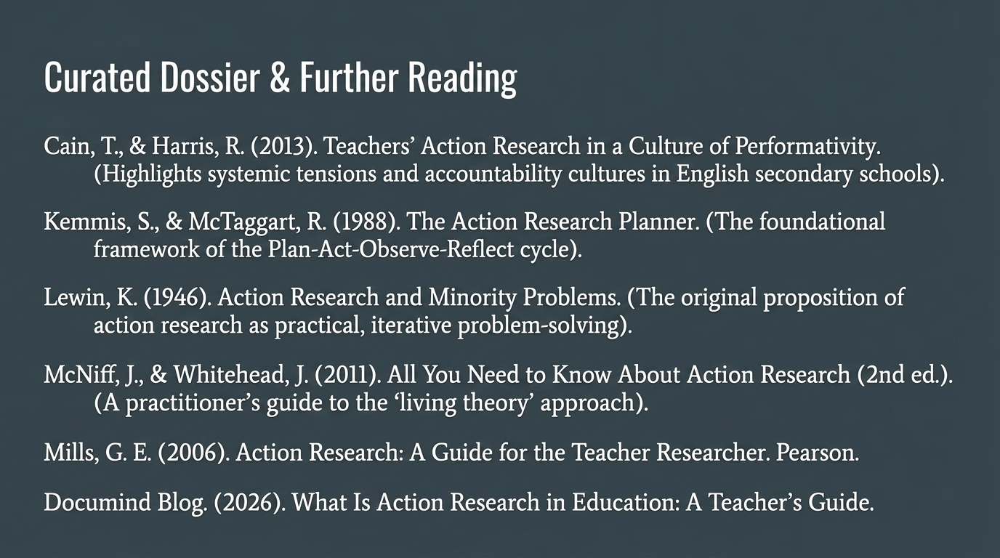 Curated Dossier & Further Reading
Cain, T., & Harris, R. (2013). Teachers’ Action Research in a Culture of Performativity.
(Highlights systemic tensions and accountability cultures in English secondary schools).
Kemmis, S., & McTaggart, R. (1988). The Action Research Planner. (The foundational
framework of the Plan-Act-Observe-Reflect cycle).
Lewin, K. (1946). Action Research and Minority Problems. (The original proposition of
action research as practical, iterative problem-solving).
McNiff, J., & Whitehead, J. (2011). All You Need to Know About Action Research (2nd ed.).
(A practitioner’s guide to the ‘living theory’ approach).
Mills, G. E. (2006). Action Research: A Guide for the Teacher Researcher. Pearson.
Documind Blog. (2026). What Is Action Research in Education: A Teacher’s Guide.